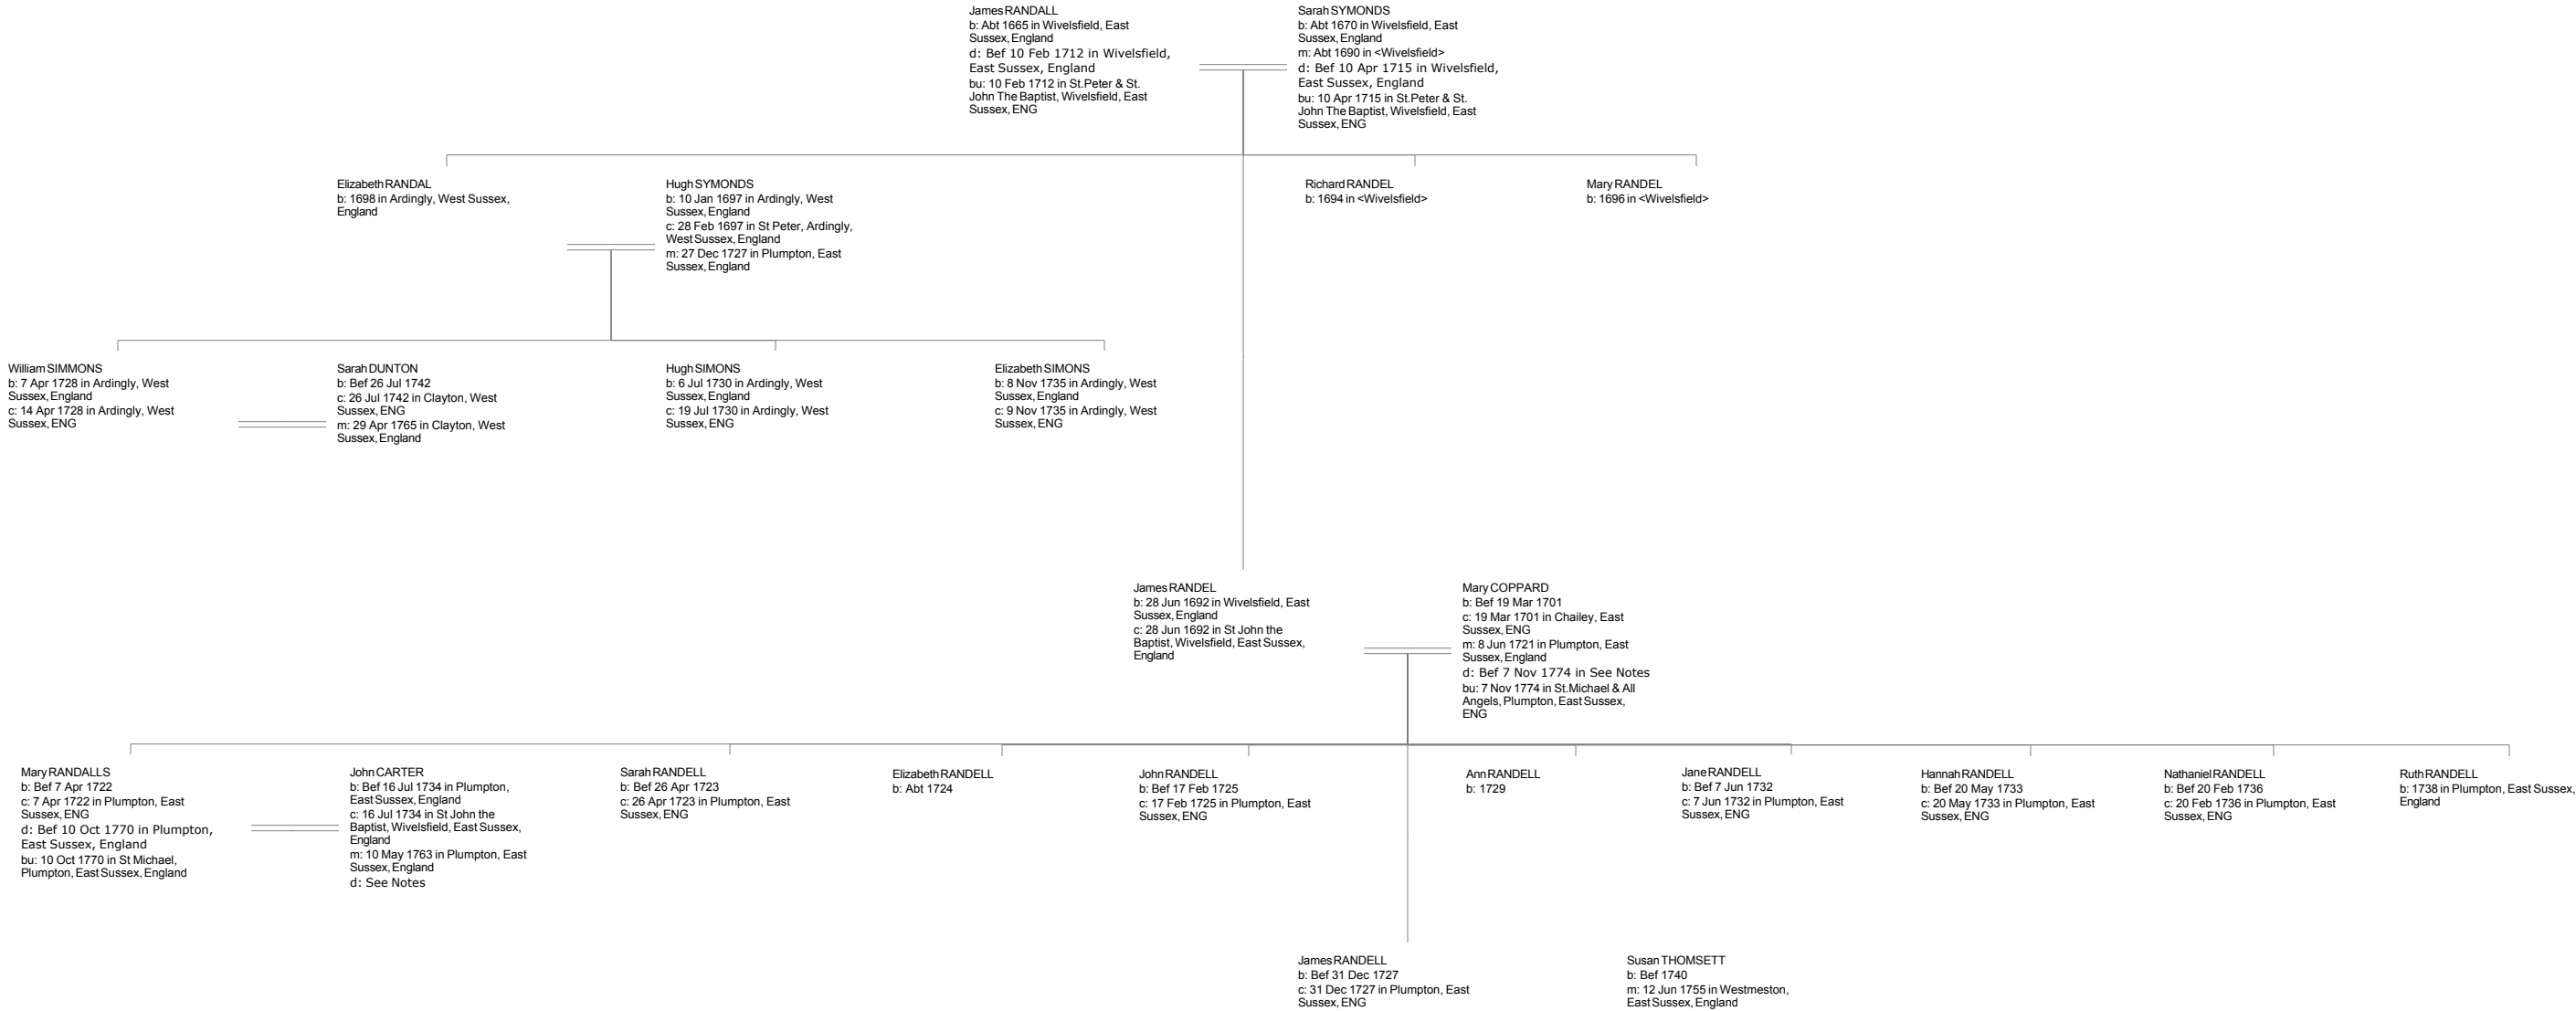 James RANDALL
b: Abt 1665 in Wivelsfield, East
Sussex, England
d: Bef 10 Feb 1712 in Wivelsfield,
East Sussex, England
bu: 10 Feb 1712 in St.Peter & St.
John The Baptist, Wivelsfield, East
Sussex, ENG
Sarah SYMONDS
b: Abt 1670 in Wivelsfield, East
Sussex, England
m: Abt 1690 in <Wivelsfield>
d: Bef 10 Apr 1715 in Wivelsfield,
East Sussex, England
bu: 10 Apr 1715 in St.Peter & St.
John The Baptist, Wivelsfield, East
Sussex, ENG
Elizabeth RANDAL
b: 1698 in Ardingly, West Sussex,
England
Hugh SYMONDS
b: 10 Jan 1697 in Ardingly, West
Sussex, England
c: 28 Feb 1697 in St Peter, Ardingly,
West Sussex, England
m: 27 Dec 1727 in Plumpton, East
Sussex, England
Richard RANDEL
b: 1694 in <Wivelsfield>
Mary RANDEL
b: 1696 in <Wivelsfield>
William SIMMONS
b: 7 Apr 1728 in Ardingly, West
Sussex, England
c: 14 Apr 1728 in Ardingly, West
Sussex, ENG
Sarah DUNTON
b: Bef 26 Jul 1742
c: 26 Jul 1742 in Clayton, West
Sussex, ENG
m: 29 Apr 1765 in Clayton, West
Sussex, England
Hugh SIMONS
b: 6 Jul 1730 in Ardingly, West
Sussex, England
c: 19 Jul 1730 in Ardingly, West
Sussex, ENG
Elizabeth SIMONS
b: 8 Nov 1735 in Ardingly, West
Sussex, England
c: 9 Nov 1735 in Ardingly, West
Sussex, ENG
James RANDEL
b: 28 Jun 1692 in Wivelsfield, East
Sussex, England
c: 28 Jun 1692 in St John the
Baptist, Wivelsfield, East Sussex,
England
Mary COPPARD
b: Bef 19 Mar 1701
c: 19 Mar 1701 in Chailey, East
Sussex, ENG
m: 8 Jun 1721 in Plumpton, East
Sussex, England
d: Bef 7 Nov 1774 in See Notes
bu: 7 Nov 1774 in St.Michael & All
Angels, Plumpton, East Sussex,
ENG
Mary RANDALLS
b: Bef 7 Apr 1722
c: 7 Apr 1722 in Plumpton, East
Sussex, ENG
d: Bef 10 Oct 1770 in Plumpton,
East Sussex, England
bu: 10 Oct 1770 in St Michael,
Plumpton, East Sussex, England
John CARTER
b: Bef 16 Jul 1734 in Plumpton,
East Sussex, England
c: 16 Jul 1734 in St John the
Baptist, Wivelsfield, East Sussex,
England
m: 10 May 1763 in Plumpton, East
Sussex, England
d: See Notes
Sarah RANDELL
b: Bef 26 Apr 1723
c: 26 Apr 1723 in Plumpton, East
Sussex, ENG
Elizabeth RANDELL
b: Abt 1724
John RANDELL
b: Bef 17 Feb 1725
c: 17 Feb 1725 in Plumpton, East
Sussex, ENG
Ann RANDELL
b: 1729
Jane RANDELL
b: Bef 7 Jun 1732
c: 7 Jun 1732 in Plumpton, East
Sussex, ENG
Hannah RANDELL
b: Bef 20 May 1733
c: 20 May 1733 in Plumpton, East
Sussex, ENG
Nathaniel RANDELL
b: Bef 20 Feb 1736
c: 20 Feb 1736 in Plumpton, East
Sussex, ENG
Ruth RANDELL
b: 1738 in Plumpton, East Sussex,
England
James RANDELL
b: Bef 31 Dec 1727
c: 31 Dec 1727 in Plumpton, East
Sussex, ENG
Susan THOMSETT
b: Bef 1740
m: 12 Jun 1755 in Westmeston,
East Sussex, England